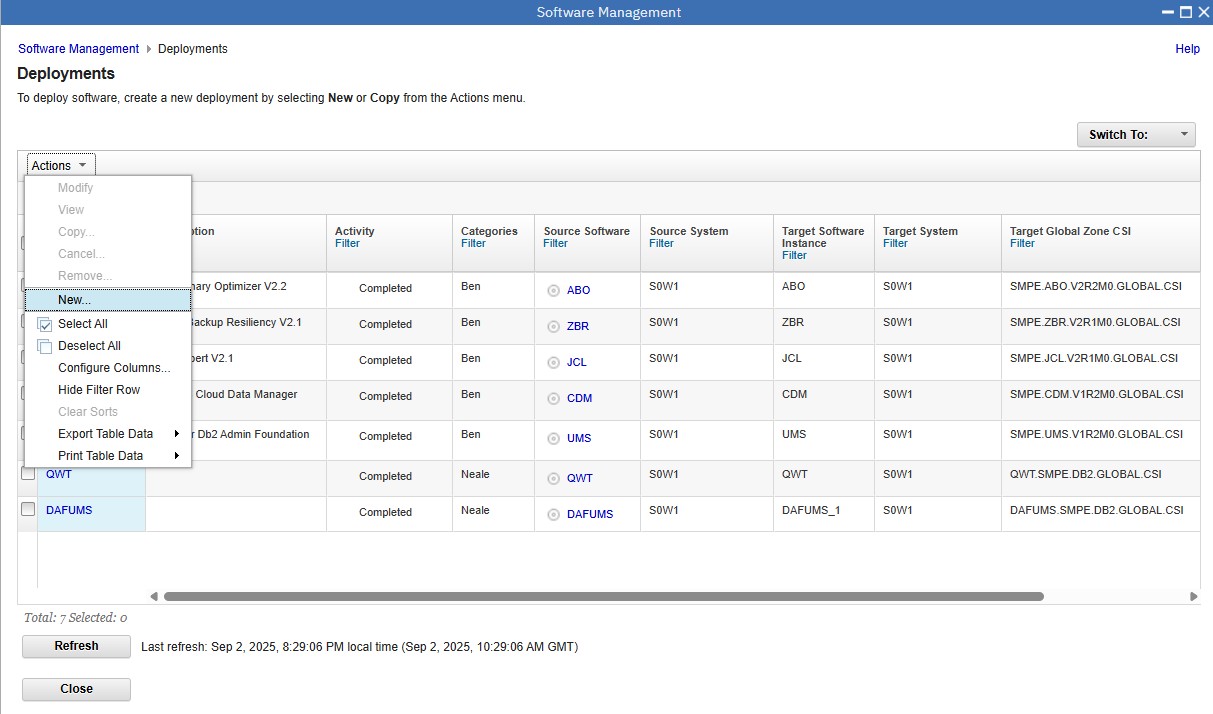 Software Management
Software Management Deployments
Help
Deployments
To deploy software, create a new deployment by selecting New or Copy from the Actions menu.
Switch To:
Actions
Modify
View
Copy...
Cancel...
Remove...
New...
Select All
Deselect All
Configure Columns...
Hide Filter Row
Clear Sorts
Export Table Data
Print Table Data
ption Activity Categories Source Software Source System Target Software Instance Target System Target Global Zone CSI
Filter Filter Filter Filter Filter Filter Filter
nary Optimizer V2.2 Completed Ben ABO S0W1 ABO S0W1 SMPE.ABO.V2R2M0.GLOBAL.CSI
Backup Resiliency V2.1 Completed Ben ZBR S0W1 ZBR S0W1 SMPE.ZBR.V2R1M0.GLOBAL.CSI
pert V2.1 Completed Ben JCL S0W1 JCL S0W1 SMPE.JCL.V2R1M0.GLOBAL.CSI
Cloud Data Manager Completed Ben CDM S0W1 CDM S0W1 SMPE.CDM.V1R2M0.GLOBAL.CSI
r Db2 Admin Foundation Completed Ben UMS S0W1 UMS S0W1 SMPE.UMS.V1R2M0.GLOBAL.CSI
QWT Completed Neale QWT S0W1 QWT S0W1 QWT.SMPE.DB2.GLOBAL.CSI
DAFUMS Completed Neale DAFUMS S0W1 DAFUMS_1 S0W1 DAFUMS.SMPE.DB2.GLOBAL.CSI
Total: 7 Selected: 0
Refresh Last refresh: Sep 2, 2025, 8:29:06 PM local time (Sep 2, 2025, 10:29:06 AM GMT)
Close